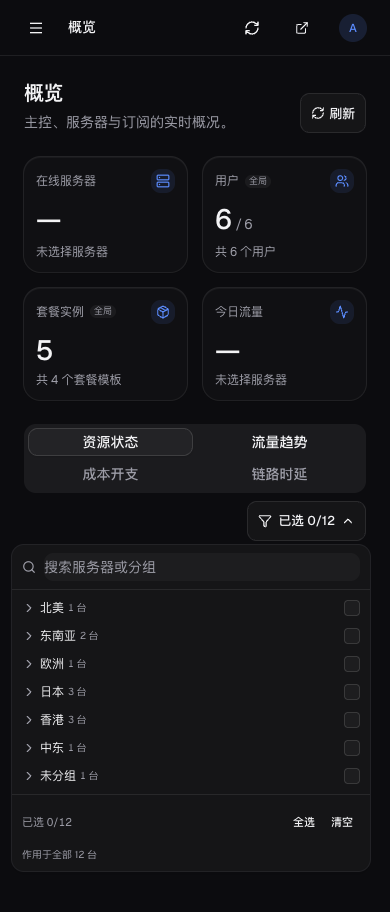 概览
A
概览
主控、服务器与订阅的实时概况。
刷新
在线服务器
—
未选择服务器
用户 全局
6 / 6
共 6 个用户
套餐实例 全局
5
共 4 个套餐模板
今日流量
—
未选择服务器
资源状态
流量趋势
成本开支
链路时延
已选 0/12
搜索服务器或分组
北美 1 台
东南亚 2 台
欧洲 1 台
日本 3 台
香港 3 台
中东 1 台
未分组 1 台
已选 0/12
全选
清空
作用于全部 12 台